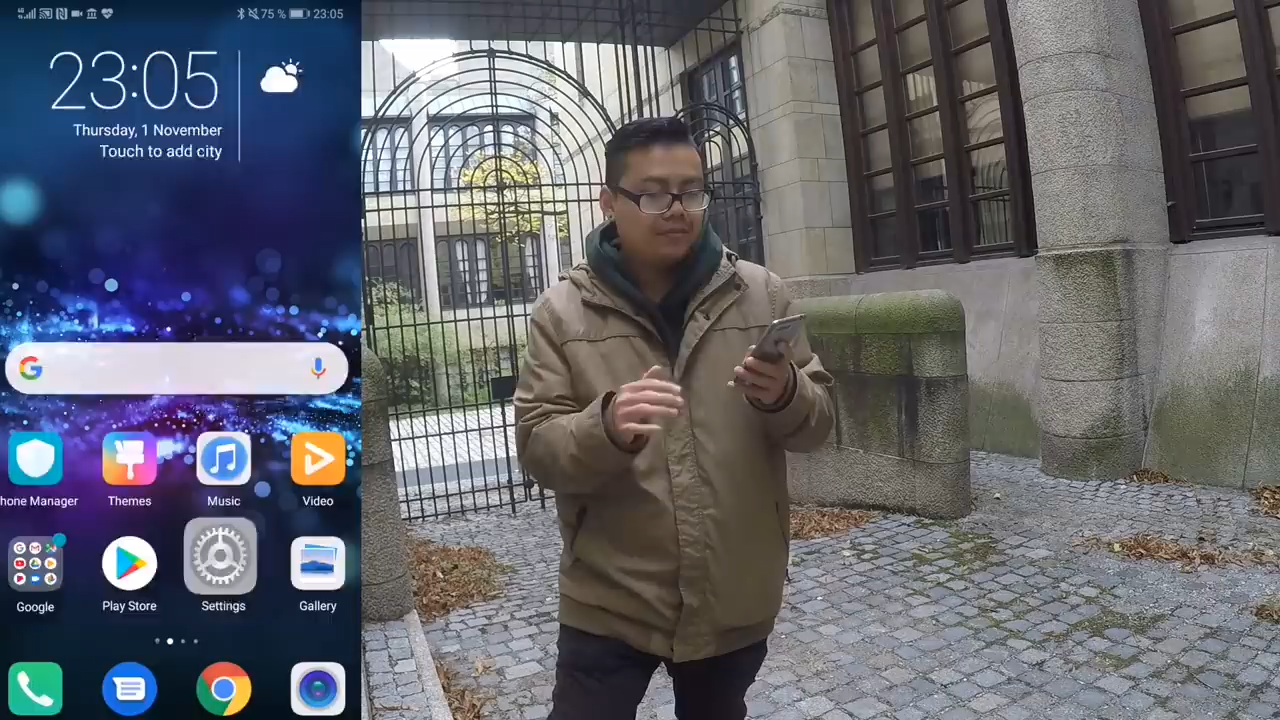 75 % 23:05
23:05
Thursday, 1 November
Touch to add city
hone Manager
Themes
Music
Video
Google
Play Store
Settings
Gallery